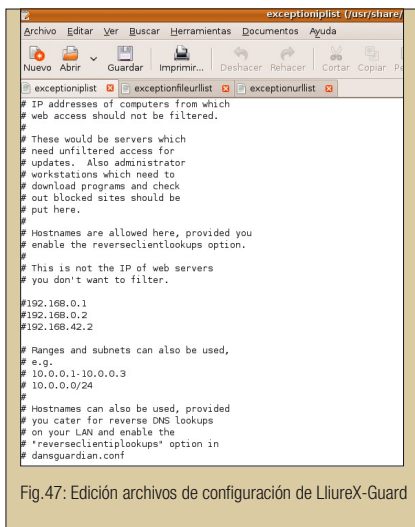 exceptioniplist (/usr/share/
Archivo Editar Ver Buscar Herramientas Documentos Ayuda
Nuevo Abrir Guardar Imprimir... Deshacer Rehacer Cortar Copiar
exceptioniplist exceptionfileurllist exceptionurllist
# IP addresses of computers from which
# web access should not be filtered.
#
# These would be servers which
# need unfiltered access for
# updates. Also administrator
# workstations which need to
# download programs and check
# out blocked sites should be
# put here.
#
# Hostnames are allowed here, provided you
# enable the reverseclientlookups option.
#
# This is not the IP of web servers
# you don't want to filter.
#192.168.0.1
#192.168.0.2
#192.168.42.2
# Ranges and subnets can also be used,
# e.g.
# 10.0.0.1-10.0.0.3
# 10.0.0.0/24
#
# Hostnames can also be used, provided
# you cater for reverse DNS lookups
# on your LAN and enable the
# "reverseclientiplookups" option in
# dansguardian.conf
Fig.47: Edición archivos de configuración de LliureX-Guard